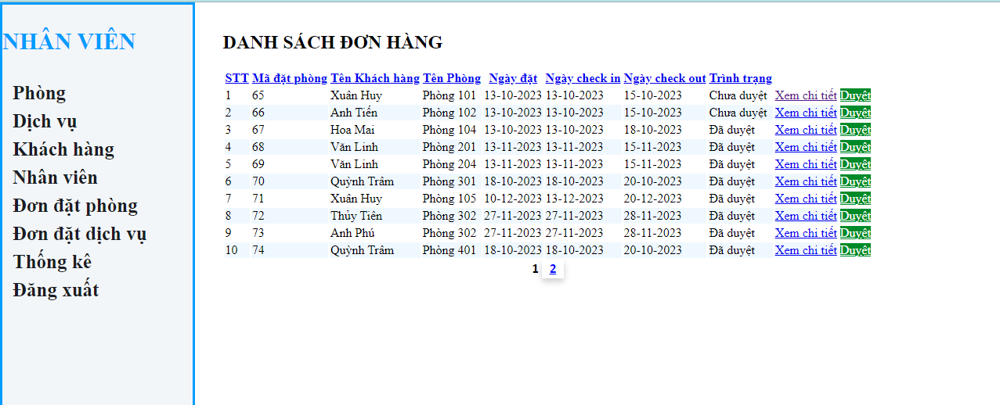 NHÂN VIÊN
Phòng
Dịch vụ
Khách hàng
Nhân viên
Đơn đặt phòng
Đơn đặt dịch vụ
Thống kê
Đăng xuất
DANH SÁCH ĐƠN HÀNG
STT Mã đặt phòng Tên Khách hàng Tên Phòng Ngày đặt Ngày check in Ngày check out Trình trạng
1 65 Xuân Huy Phòng 101 13-10-2023 13-10-2023 15-10-2023 Chưa duyệt Xem chi tiết Duyệt
2 66 Anh Tiến Phòng 102 13-10-2023 13-10-2023 15-10-2023 Chưa duyệt Xem chi tiết Duyệt
3 67 Hoa Mai Phòng 104 13-10-2023 13-10-2023 18-10-2023 Đã duyệt Xem chi tiết Duyệt
4 68 Văn Linh Phòng 201 13-11-2023 13-11-2023 15-11-2023 Đã duyệt Xem chi tiết Duyệt
5 69 Văn Linh Phòng 204 13-11-2023 13-11-2023 15-11-2023 Đã duyệt Xem chi tiết Duyệt
6 70 Quỳnh Trâm Phòng 301 18-10-2023 18-10-2023 20-10-2023 Đã duyệt Xem chi tiết Duyệt
7 71 Xuân Huy Phòng 105 10-12-2023 13-12-2023 20-12-2023 Đã duyệt Xem chi tiết Duyệt
8 72 Thủy Tiên Phòng 302 27-11-2023 27-11-2023 28-11-2023 Đã duyệt Xem chi tiết Duyệt
9 73 Anh Phú Phòng 302 27-11-2023 27-11-2023 28-11-2023 Đã duyệt Xem chi tiết Duyệt
10 74 Quỳnh Trâm Phòng 401 18-10-2023 18-10-2023 20-10-2023 Đã duyệt Xem chi tiết Duyệt
1 2